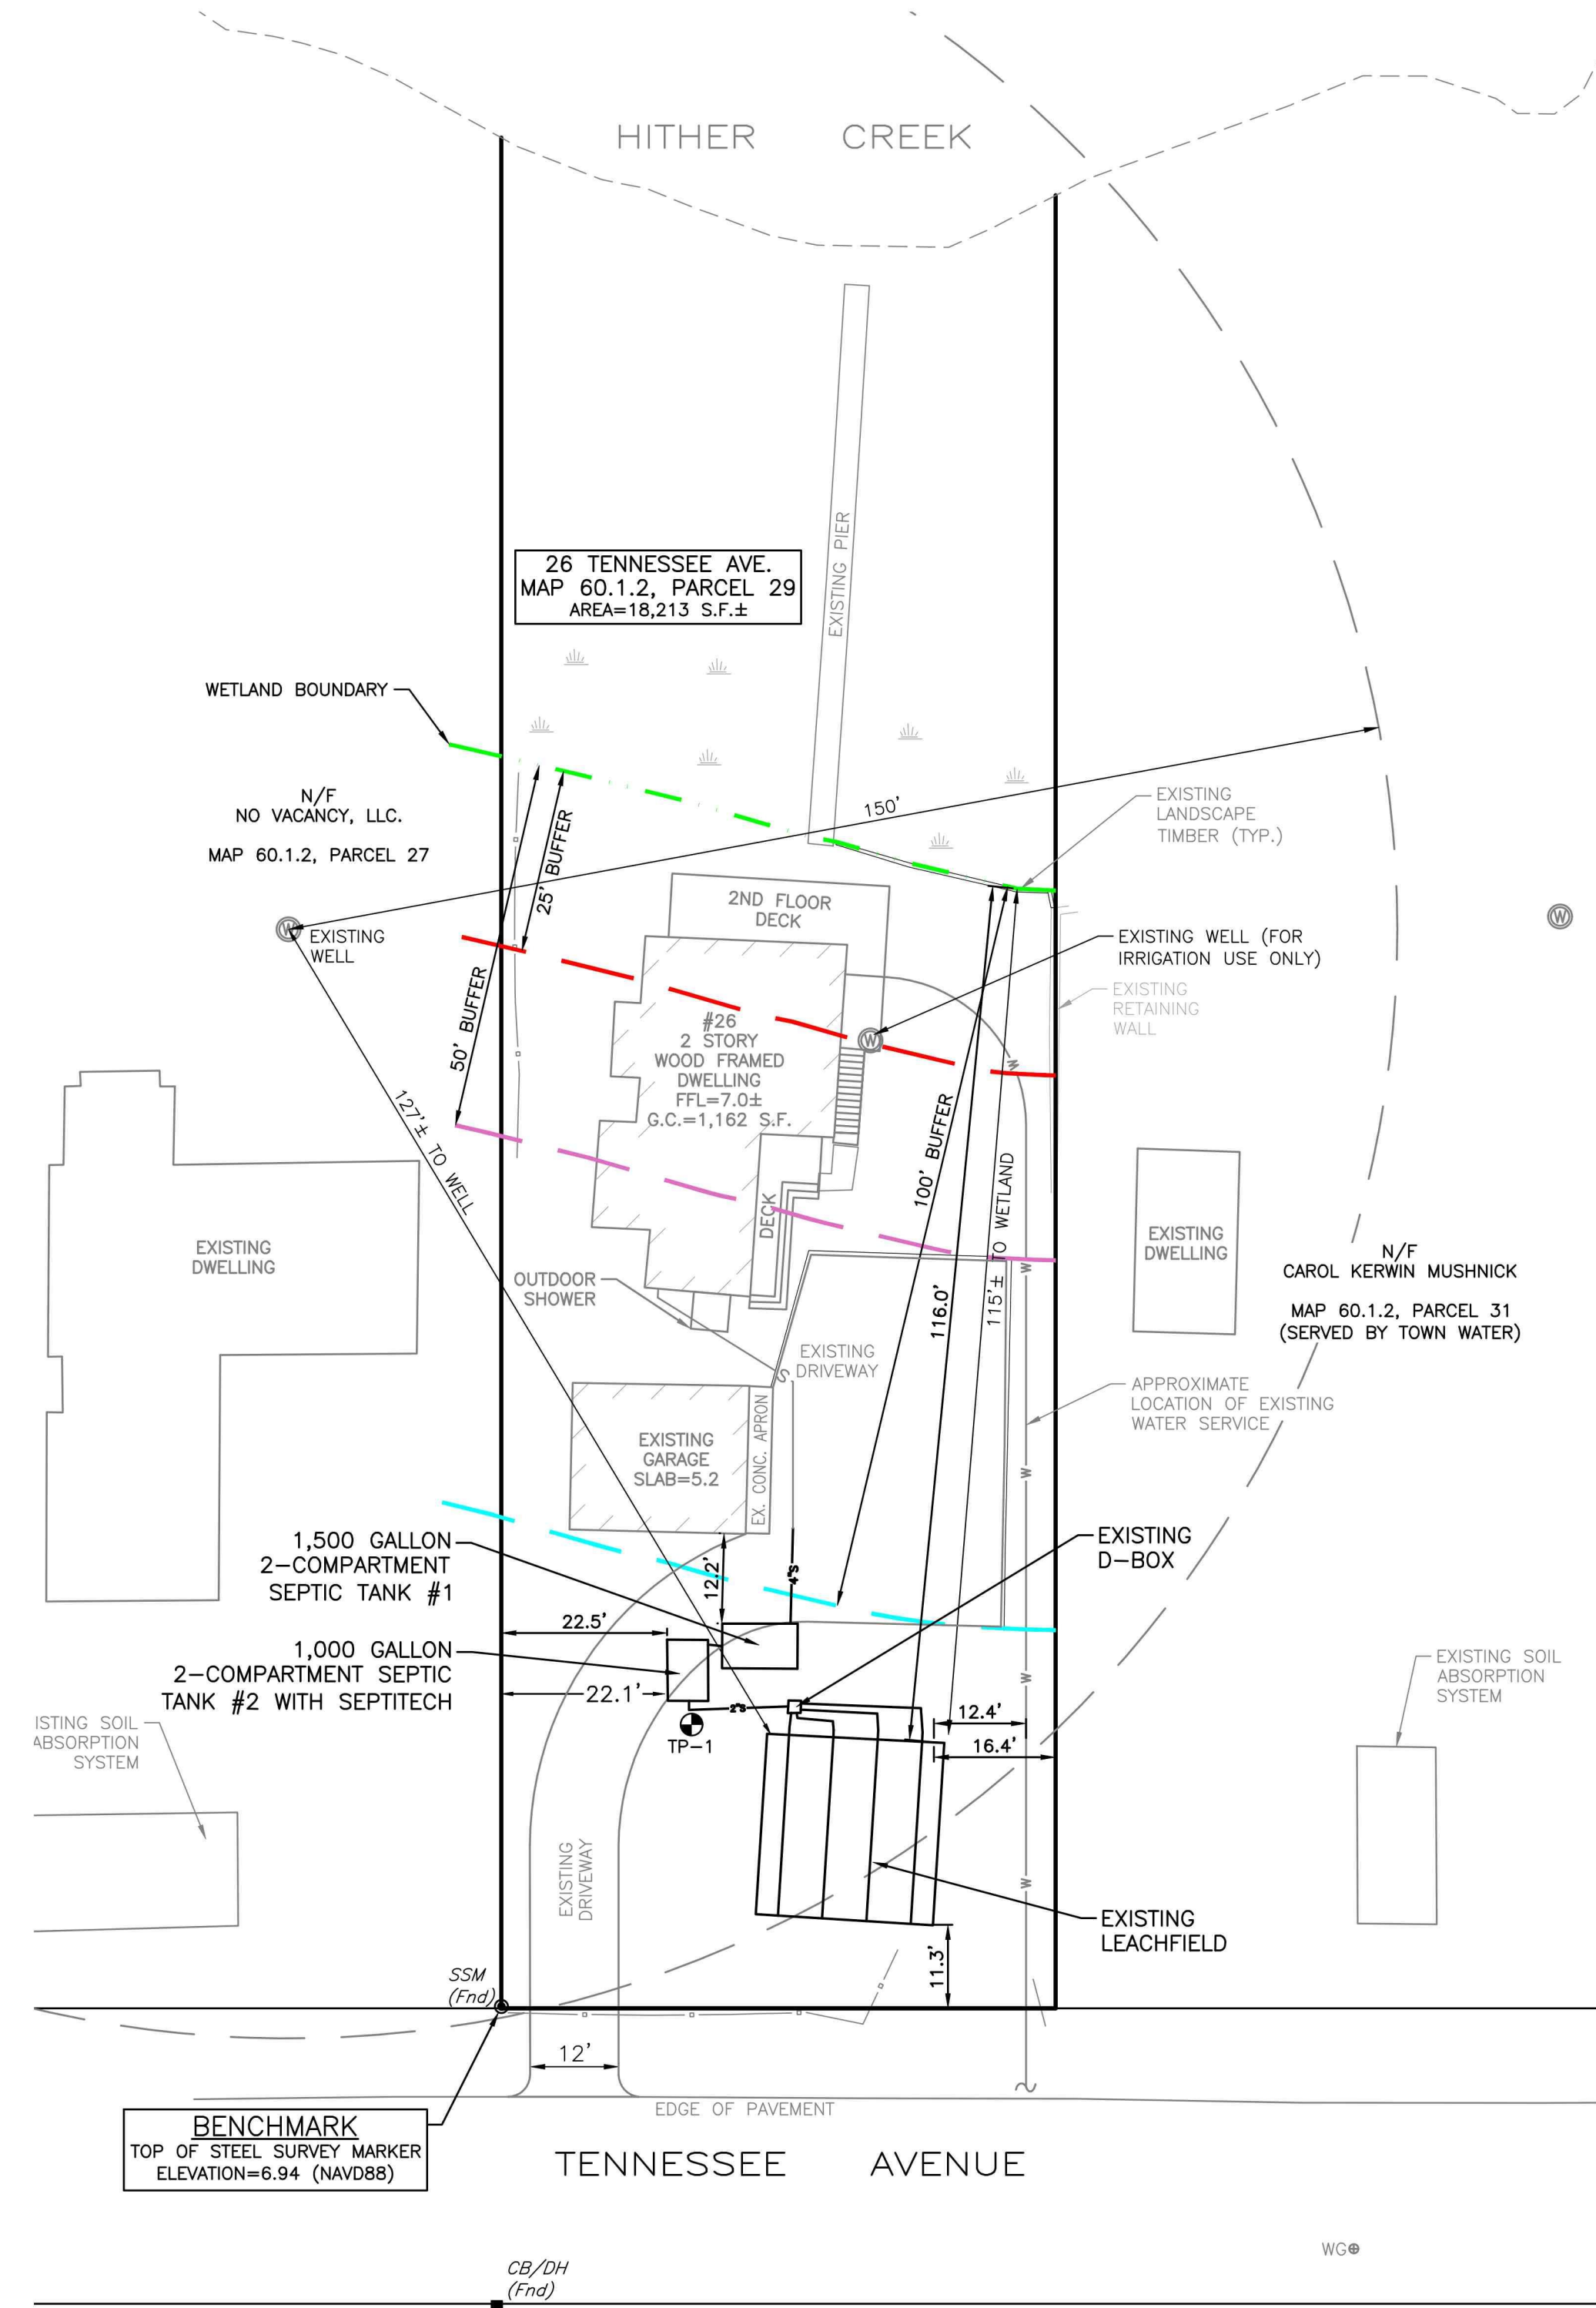 HITHER CREEK
EXISTING PIER
26 TENNESSEE AVE.
MAP 60.1.2, PARCEL 29
AREA=18,213 S.F.±
WETLAND BOUNDARY
N/F
NO VACANCY, LLC.
MAP 60.1.2, PARCEL 27
25' BUFFER
50' BUFFER
150'
EXISTING
LANDSCAPE
TIMBER (TYP.)
2ND FLOOR
DECK
W
EXISTING
WELL
W
EXISTING WELL (FOR
IRRIGATION USE ONLY)
W
EXISTING
RETAINING
WALL
#26
2 STORY
WOOD FRAMED
DWELLING
FFL=7.0±
G.C.=1,162 S.F.
W
127'± TO WELL
100' BUFFER
116.0'
115'± TO WETLAND
DECK
EXISTING
DWELLING
EXISTING
DWELLING
N/F
CAROL KERWIN MUSHNICK
MAP 60.1.2, PARCEL 31
(SERVED BY TOWN WATER)
W
OUTDOOR
SHOWER
EXISTING
DRIVEWAY
S
APPROXIMATE
LOCATION OF EXISTING
WATER SERVICE
EXISTING
GARAGE
SLAB=5.2
EX. CONC. APRON
W
1,500 GALLON
2-COMPARTMENT
SEPTIC TANK #1
12.2'
4"S
EXISTING
D-BOX
22.5'
1,000 GALLON
2-COMPARTMENT SEPTIC
TANK #2 WITH SEPTITECH
22.1'
2"S
TP-1
W
12.4'
16.4'
EXISTING SOIL
ABSORPTION
SYSTEM
ISTING SOIL
ABSORPTION
SYSTEM
EXISTING
DRIVEWAY
W
EXISTING
LEACHFIELD
11.3'
SSM
(Fnd)
12'
EDGE OF PAVEMENT
BENCHMARK
TOP OF STEEL SURVEY MARKER
ELEVATION=6.94 (NAVD88)
TENNESSEE AVENUE
WG
CB/DH
(Fnd)